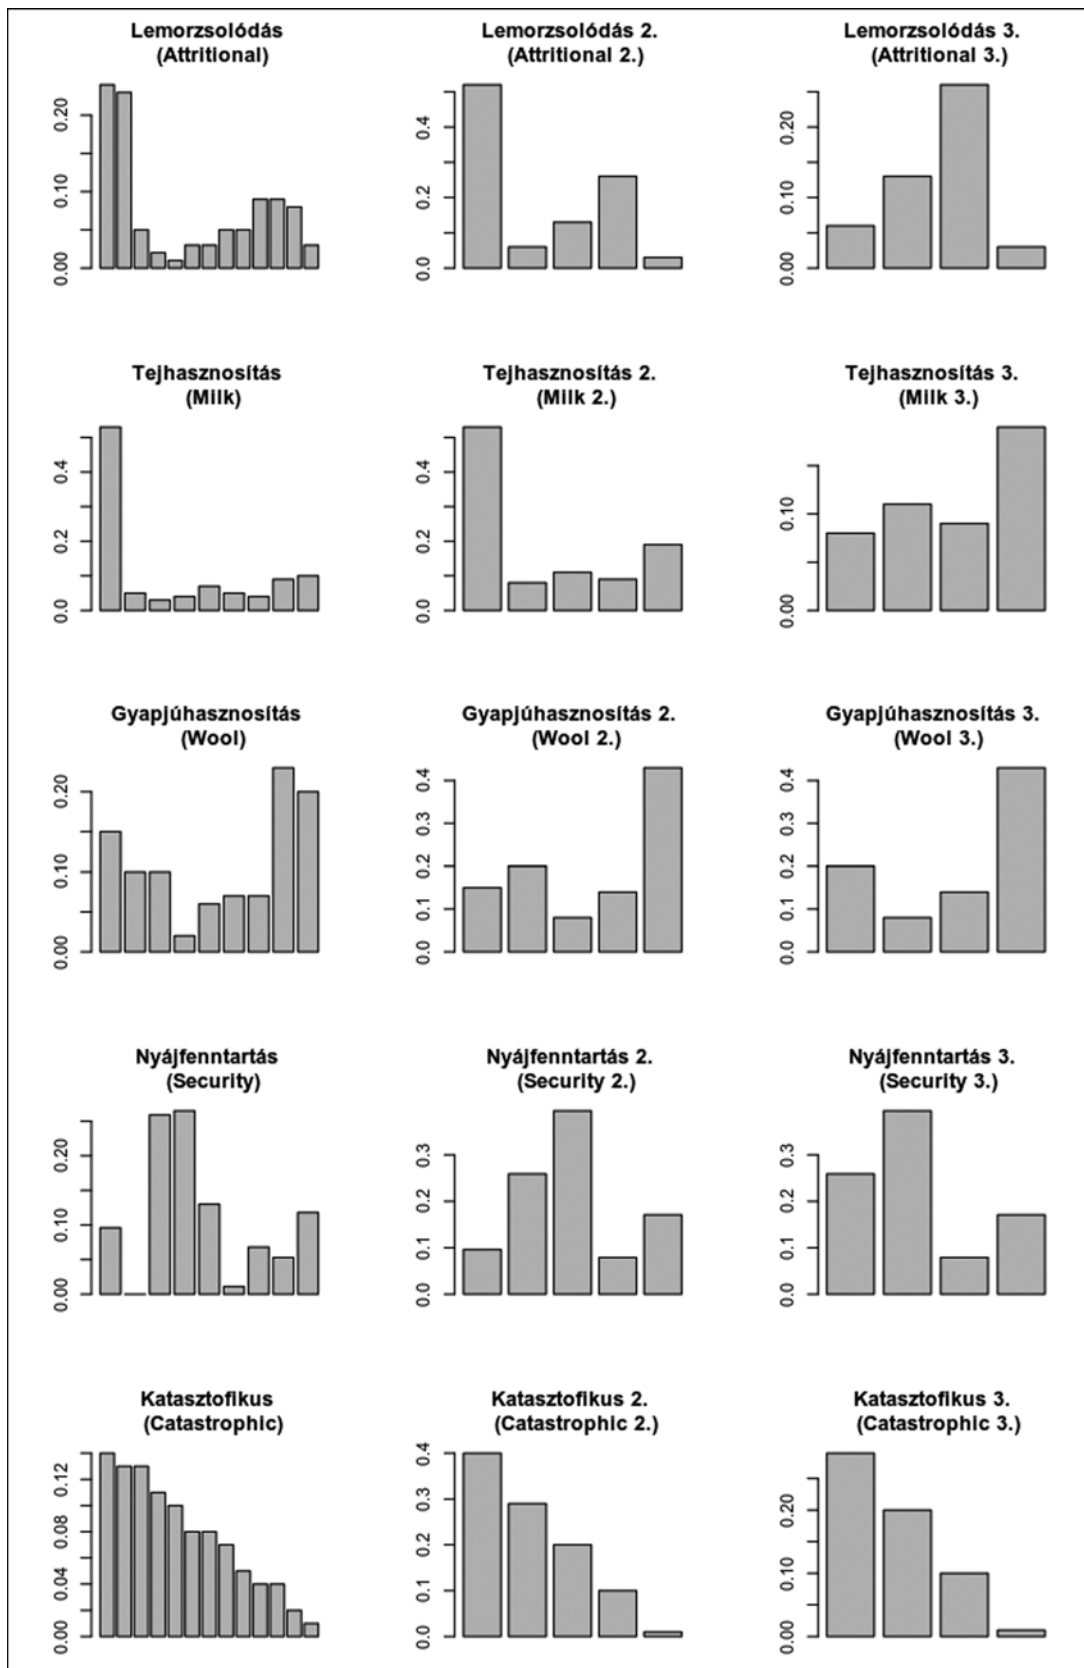 Lemorzsolódás
(Attritional)
0.20
0.10
0.00
Lemorzsolódás 2.
(Attritional 2.)
0.4
0.2
0.0
Lemorzsolódás 3.
(Attritional 3.)
0.20
0.10
0.00
Tejhasznosítás
(Milk)
0.4
0.2
0.0
Tejhasznosítás 2.
(Milk 2.)
0.4
0.2
0.0
Tejhasznosítás 3.
(Milk 3.)
0.10
0.00
Gyapjúhasznosítás
(Wool)
0.20
0.10
0.00
Gyapjúhasznosítás 2.
(Wool 2.)
0.4
0.3
0.2
0.1
0.0
Gyapjúhasznosítás 3.
(Wool 3.)
0.4
0.3
0.2
0.1
0.0
Nyájfenntartás
(Security)
0.20
0.10
0.00
Nyájfenntartás 2.
(Security 2.)
0.3
0.2
0.1
0.0
Nyájfenntartás 3.
(Security 3.)
0.3
0.2
0.1
0.0
Katasztofikus
(Catastrophic)
0.12
0.08
0.04
0.00
Katasztofikus 2.
(Catastrophic 2.)
0.4
0.3
0.2
0.1
0.0
Katasztofikus 3.
(Catastrophic 3.)
0.20
0.10
0.00